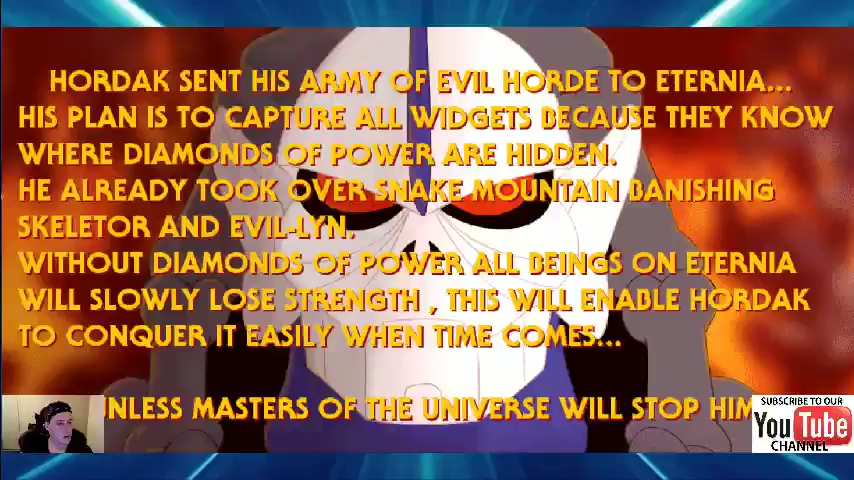 HORDAK SENT HIS ARMY OF EVIL HORDE TO ETERNIA...
HIS PLAN IS TO CAPTURE ALL WIDGETS BECAUSE THEY KNOW
WHERE DIAMONDS OF POWER ARE HIDDEN.
HE ALREADY TOOK OVER SNAKE MOUNTAIN BANISHING
SKELETOR AND EVIL-LYN.
WITHOUT DIAMONDS OF POWER ALL BEINGS ON ETERNIA
WILL SLOWLY LOSE STRENGTH , THIS WILL ENABLE HORDAK
TO CONQUER IT EASILY WHEN TIME COMES...
NLESS MASTERS OF THE UNIVERSE WILL STOP HIM
SUBSCRIBE TO OUR
YouTube
CHANNEL